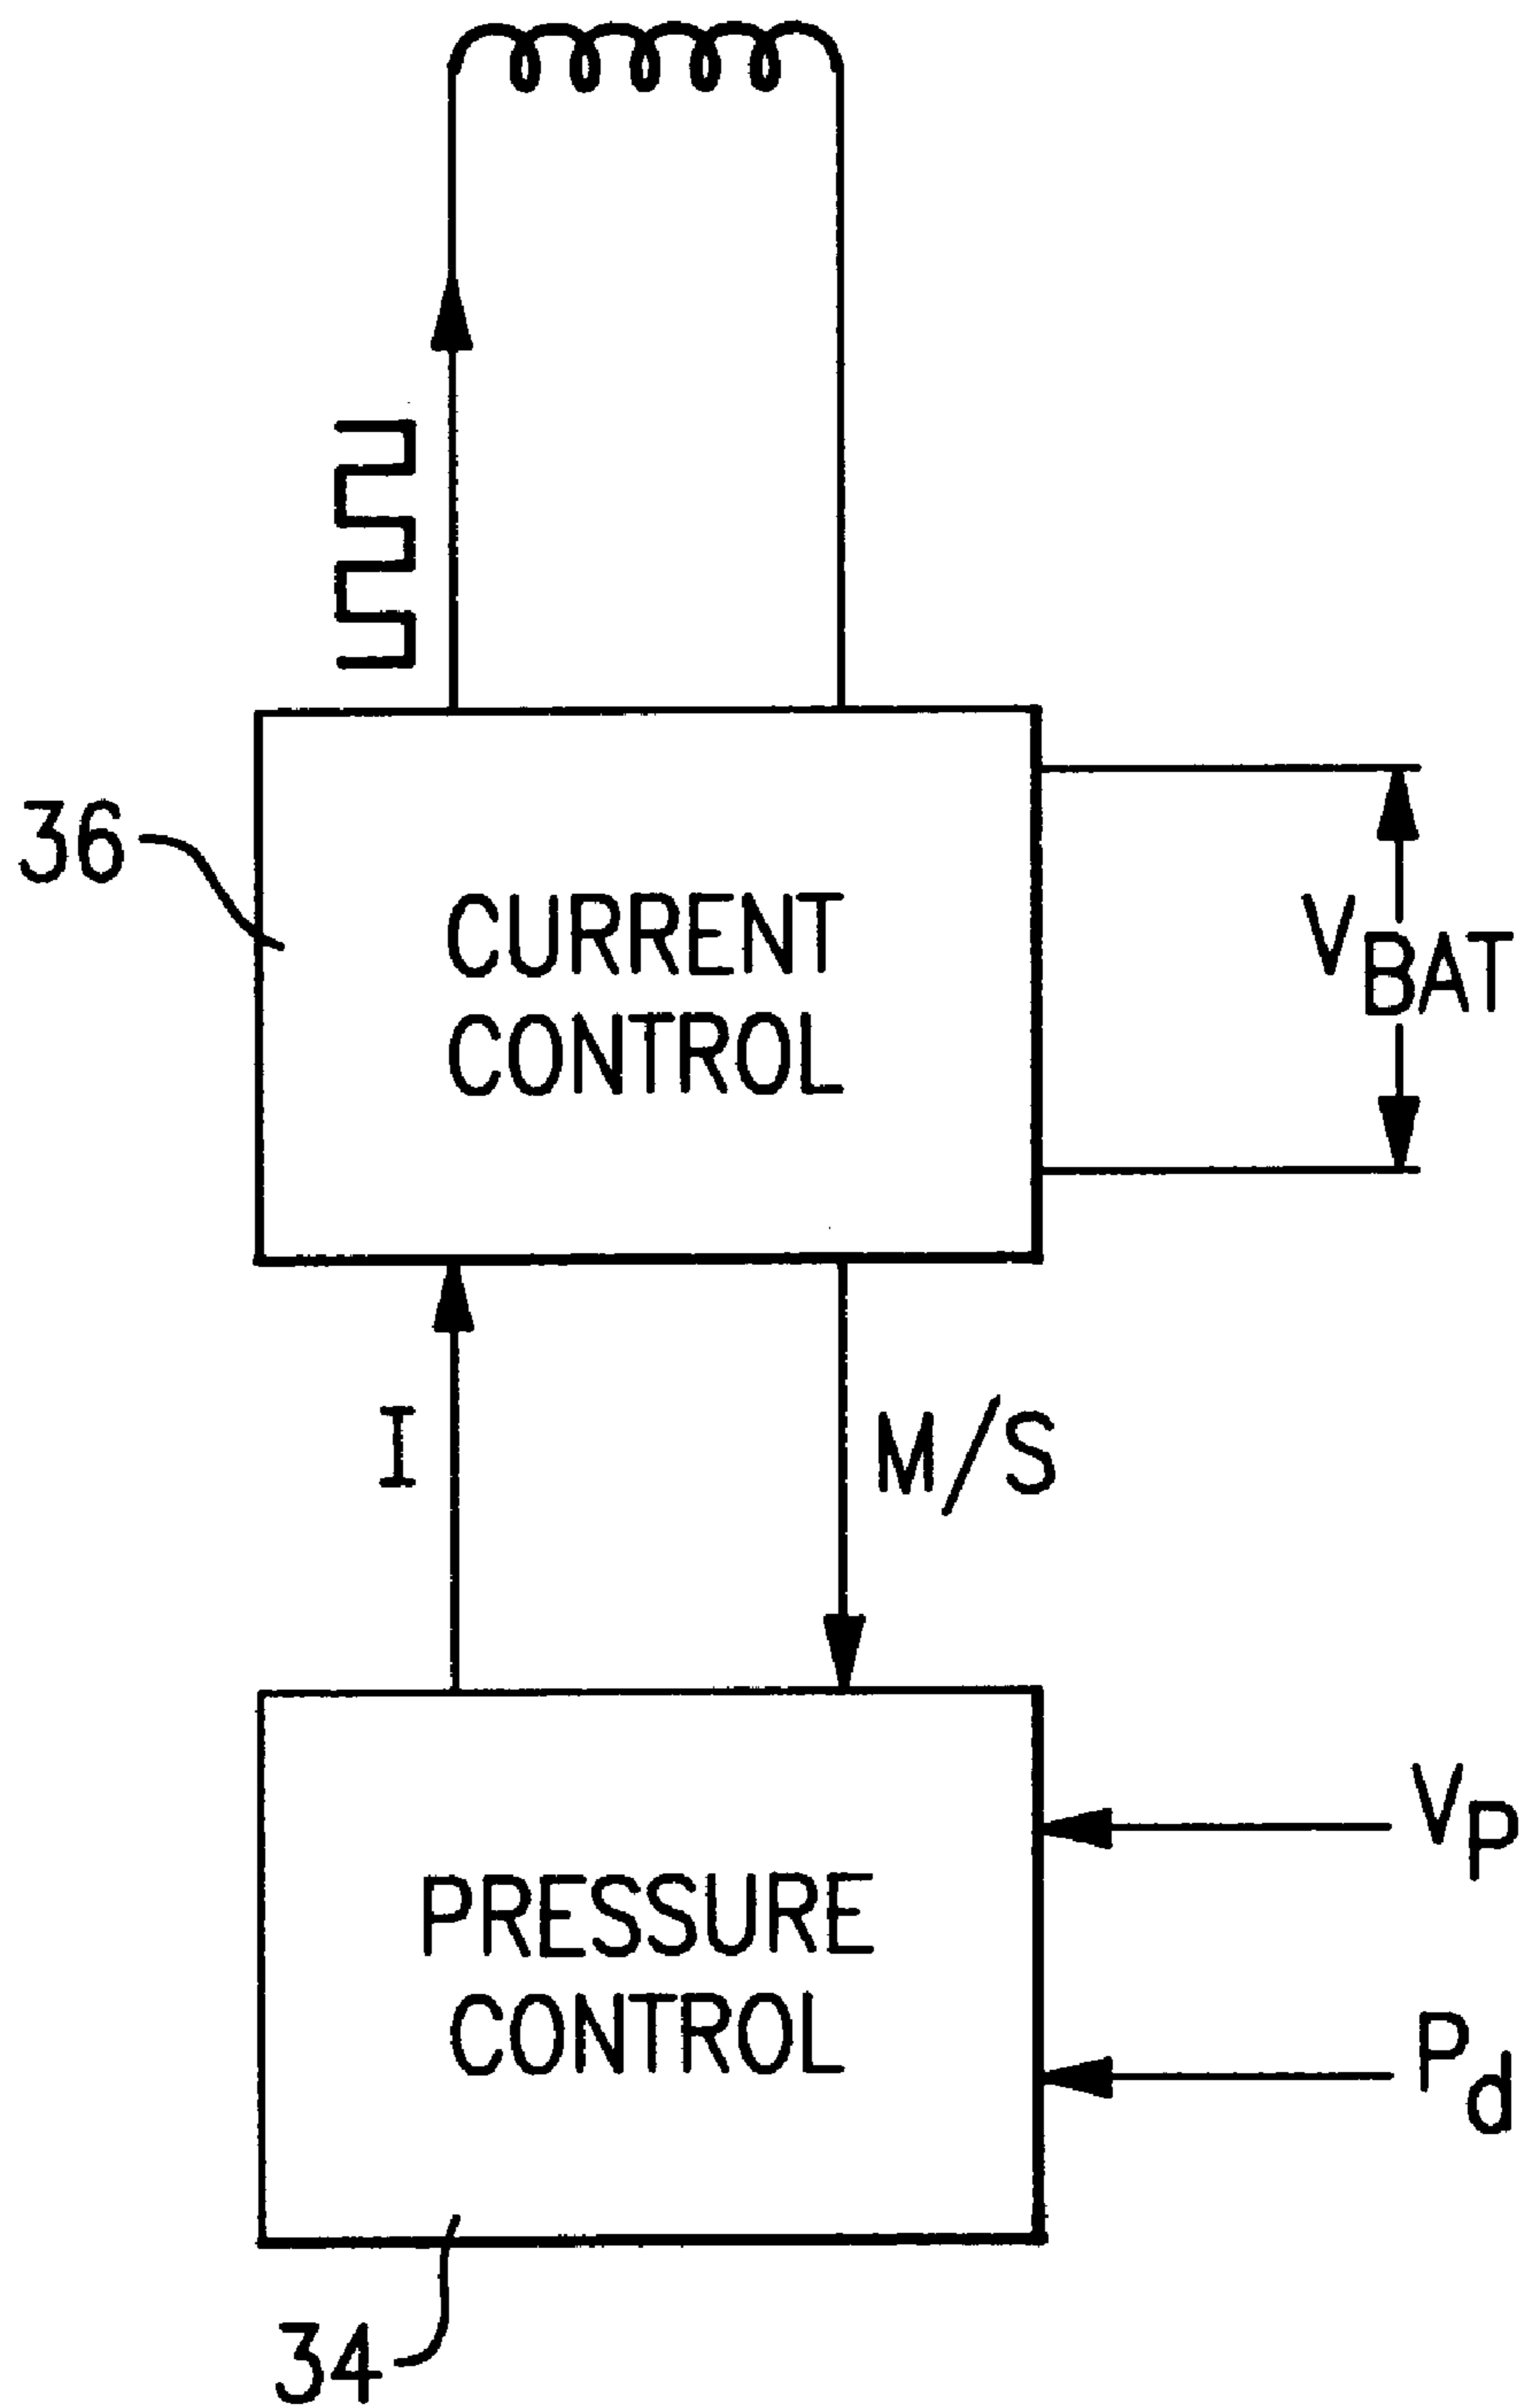 36
CURRENT
CONTROL
VBAT
I
M/S
PRESSURE
CONTROL
VP
Pd
34